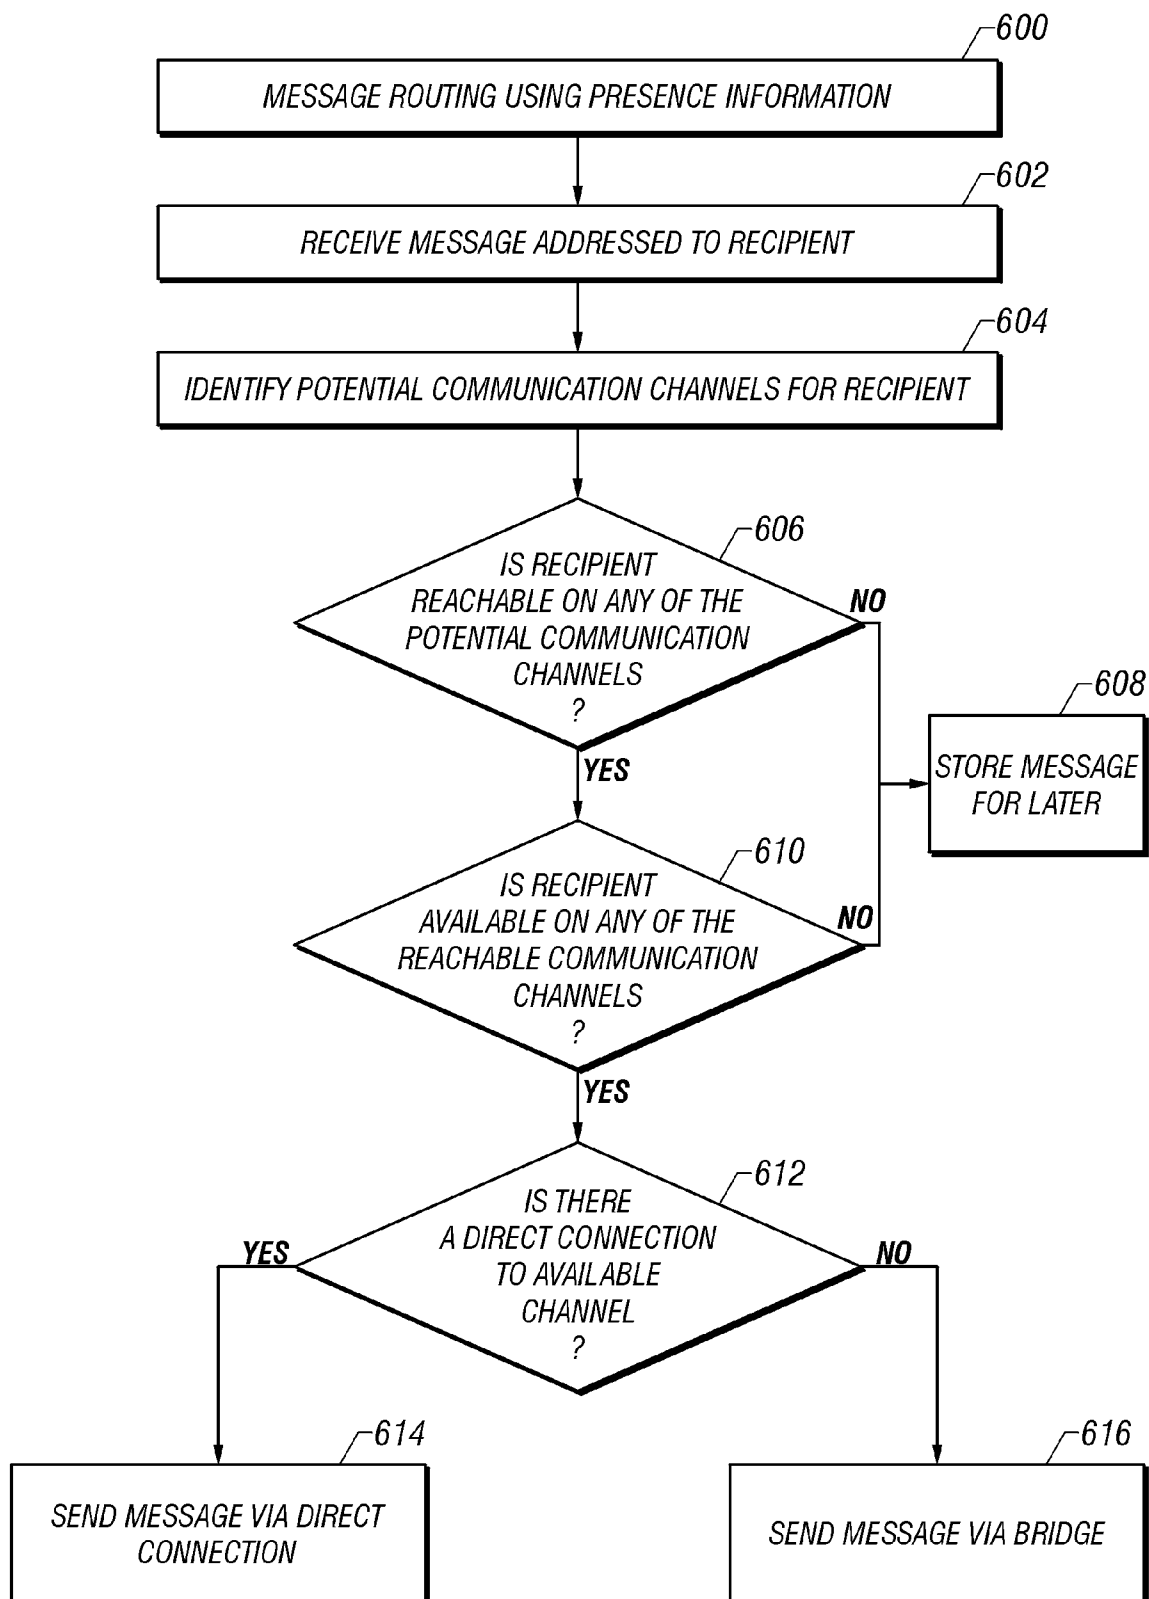 600
MESSAGE ROUTING USING PRESENCE INFORMATION
602
RECEIVE MESSAGE ADDRESSED TO RECIPIENT
604
IDENTIFY POTENTIAL COMMUNICATION CHANNELS FOR RECIPIENT
606
IS RECIPIENT
REACHABLE ON ANY OF THE
POTENTIAL COMMUNICATION
CHANNELS
?
NO
YES
608
STORE MESSAGE
FOR LATER
610
IS RECIPIENT
AVAILABLE ON ANY OF THE
REACHABLE COMMUNICATION
CHANNELS
?
NO
YES
612
IS THERE
A DIRECT CONNECTION
TO AVAILABLE
CHANNEL
?
YES
NO
614
SEND MESSAGE VIA DIRECT
CONNECTION
616
SEND MESSAGE VIA BRIDGE